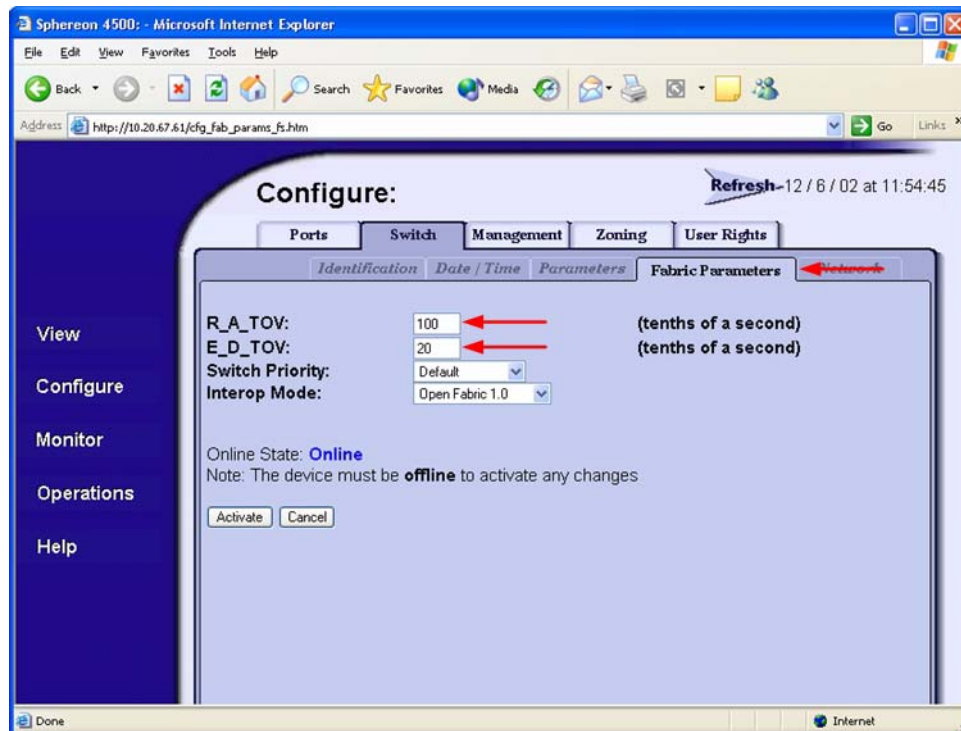 Sphereon 4500: - Microsoft Internet Explorer
File Edit View Favorites Tools Help
Back Search Favorites Media
Address http://10.20.67.61/cfg_fab_params_fs.htm Go Links »
Configure:
Refresh-12 / 6 / 02 at 11:54:45
Ports Switch Management Zoning User Rights
Identification Date / Time Parameters Fabric Parameters Network
View
Configure
Monitor
Operations
Help
R_A_TOV: 100 (tenths of a second)
E_D_TOV: 20 (tenths of a second)
Switch Priority: Default
Interop Mode: Open Fabric 1.0
Online State: Online
Note: The device must be offline to activate any changes
Activate Cancel
Done Internet